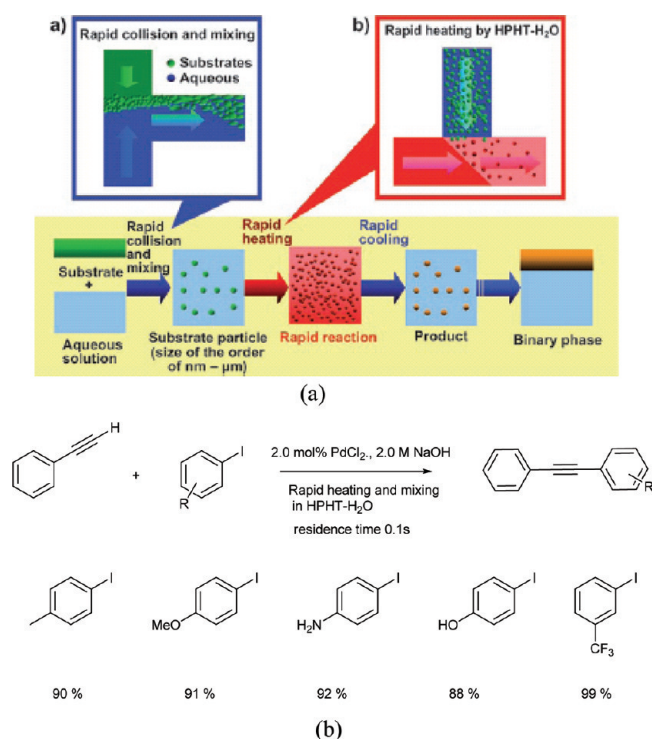 a)
Rapid collision and mixing
Substrates
Aqueous
b)
Rapid heating by HPHT-H₂O
Rapid
collision
and
mixing
Rapid
heating
Rapid
cooling
Substrate
+
Aqueous
solution
Substrate particle
(size of the order
of nm – µm)
Rapid reaction
Product
Binary phase
(a)
H
+
I
R
2.0 mol% PdCl₂., 2.0 M NaOH
Rapid heating and mixing
in HPHT-H₂O
residence time 0.1s
R
I
MeO
I
H₂N
I
HO
I
I
CF₃
90 %
91 %
92 %
88 %
99 %
(b)